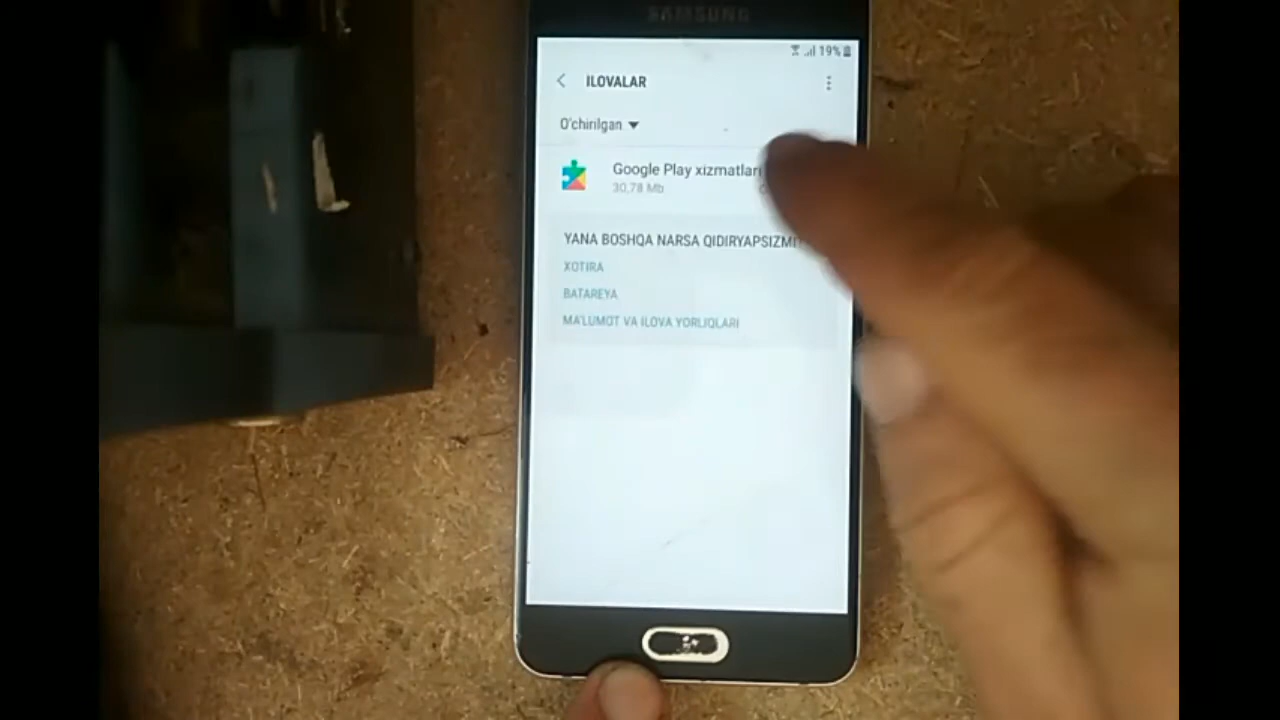 SAMSUNG
19%
ILOVALAR
O'chirilgan
Google Play xizmatlari
30,78 Mb
YANA BOSHQA NARSA QIDIRYAPSIZMI?
XOTIRA
BATAREYA
MA'LUMOT VA ILOVA YORLIQLARI